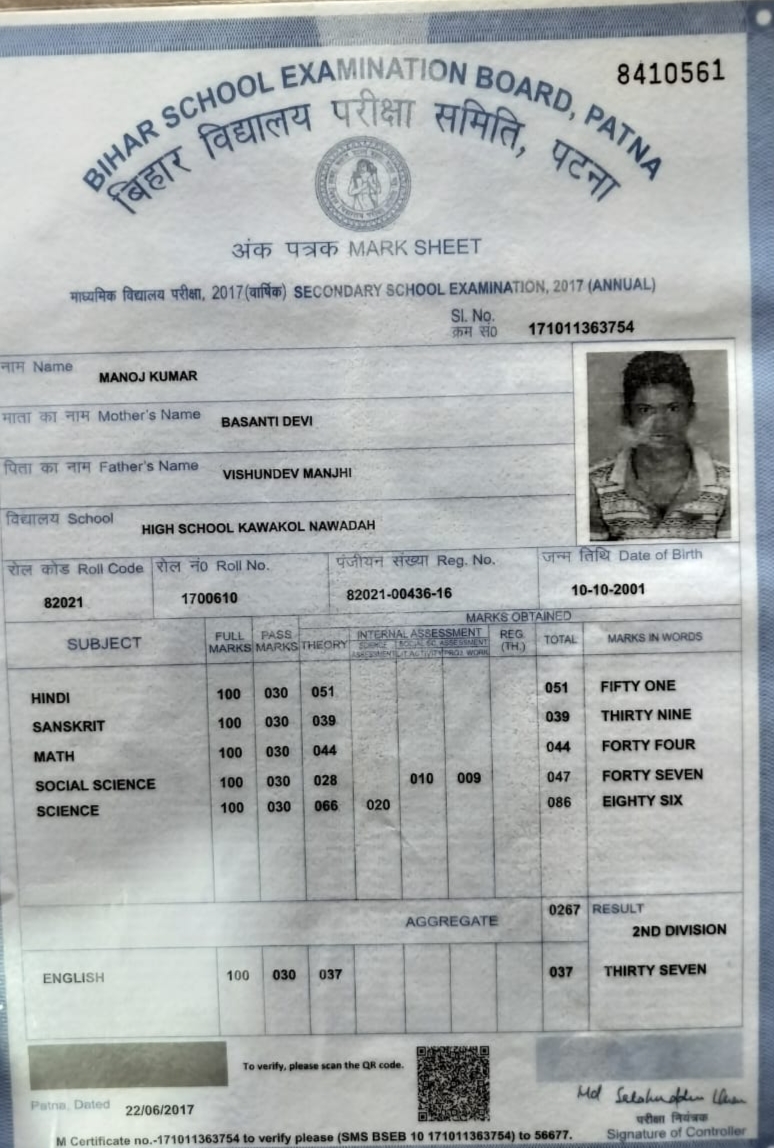 8410561
BIHAR SCHOOL EXAMINATION BOARD, PATNA
बिहार विद्यालय परीक्षा समिति, पटना
अंक पत्रक MARK SHEET
माध्यमिक विद्यालय परीक्षा, 2017(वार्षिक) SECONDARY SCHOOL EXAMINATION, 2017 (ANNUAL)
Sl. No.
क्रम सं0 171011363754
नाम Name MANOJ KUMAR
माता का नाम Mother's Name BASANTI DEVI
पिता का नाम Father's Name VISHUNDEV MANJHI
विद्यालय School HIGH SCHOOL KAWAKOL NAWADAH
रोल कोड Roll Code रोल नं0 Roll No. पंजीयन संख्या Reg. No. जन्म तिथि Date of Birth
82021 1700610 82021-00436-16 10-10-2001
MARKS OBTAINED
SUBJECT FULL MARKS PASS MARKS THEORY INTERNAL ASSESSMENT REG. (TH.) TOTAL MARKS IN WORDS
HINDI 100 030 051 051 FIFTY ONE
SANSKRIT 100 030 039 039 THIRTY NINE
MATH 100 030 044 044 FORTY FOUR
SOCIAL SCIENCE 100 030 028 010 009 047 FORTY SEVEN
SCIENCE 100 030 066 020 086 EIGHTY SIX
AGGREGATE 0267 RESULT
2ND DIVISION
ENGLISH 100 030 037 037 THIRTY SEVEN
To verify, please scan the QR code.
Patna, Dated 22/06/2017
परीक्षा नियंत्रक
Signature of Controller
M Certificate no.-171011363754 to verify please (SMS BSEB 10 171011363754) to 56677.